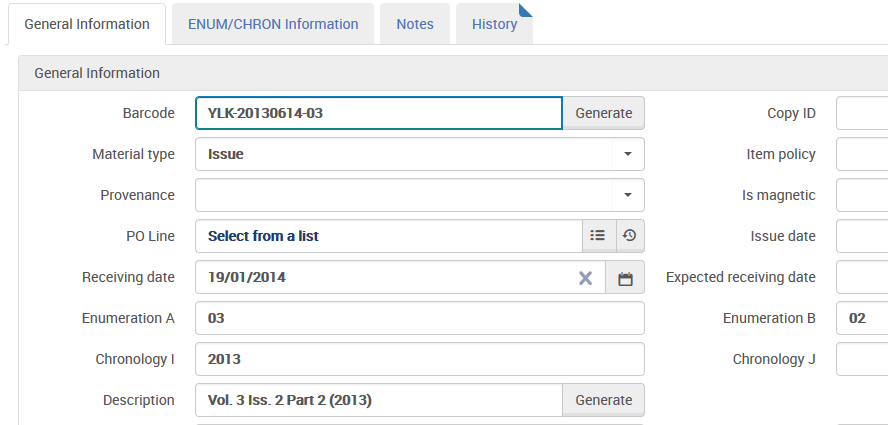 General Information ENUM/CHRON Information Notes History
General Information
Barcode YLK-20130614-03 Generate Copy ID
Material type Issue Item policy
Provenance Is magnetic
PO Line Select from a list Issue date
Receiving date 19/01/2014 Expected receiving date
Enumeration A 03 Enumeration B 02
Chronology I 2013 Chronology J
Description Vol. 3 Iss. 2 Part 2 (2013) Generate